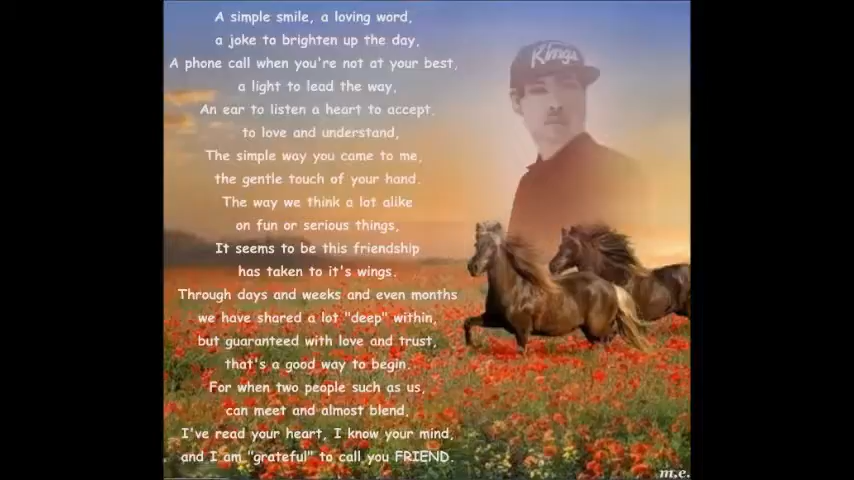 A simple smile, a loving word,
a joke to brighten up the day,
A phone call when you're not at your best,
a light to lead the way,
An ear to listen a heart to accept,
to love and understand,
The simple way you came to me,
the gentle touch of your hand.
The way we think a lot alike
on fun or serious things,
It seems to be this friendship
has taken to it's wings.
Through days and weeks and even months
we have shared a lot "deep" within,
but guaranteed with love and trust,
that's a good way to begin.
For when two people such as us,
can meet and almost blend,
I've read your heart, I know your mind,
and I am "grateful" to call you FRIEND.
Kings
m.e.